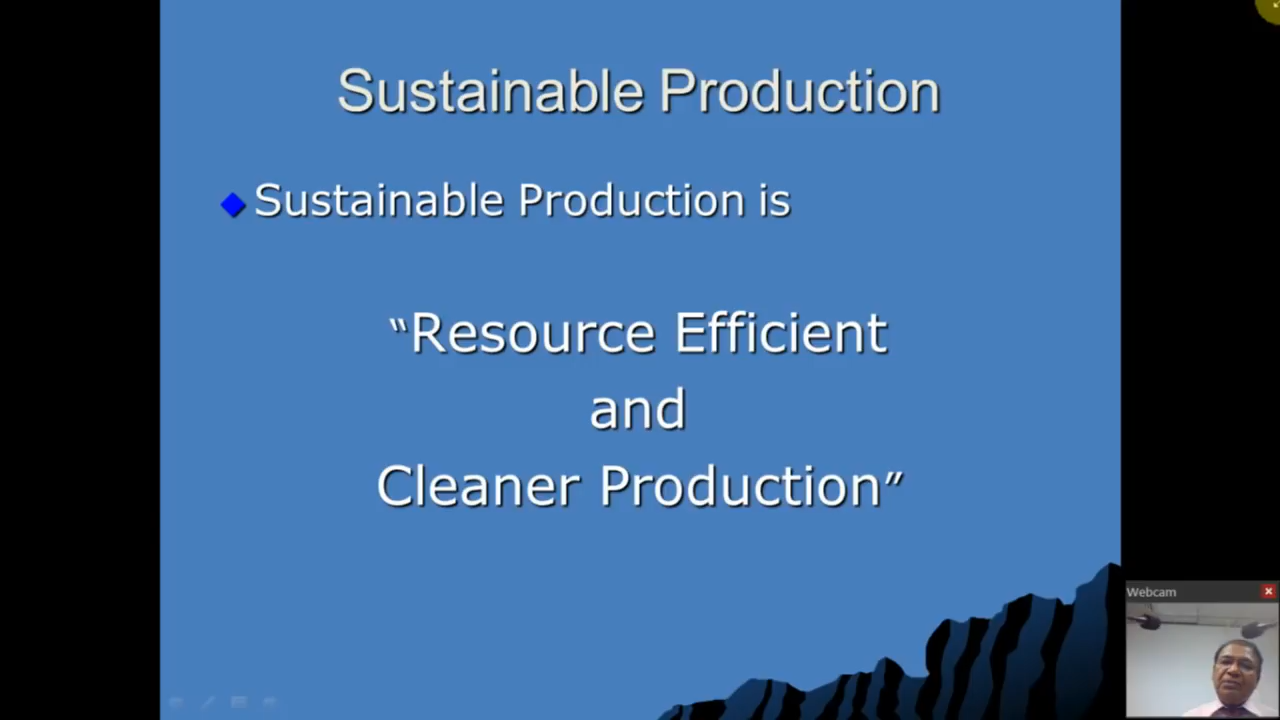 Sustainable Production
Sustainable Production is
“Resource Efficient
and
Cleaner Production”
Webcam